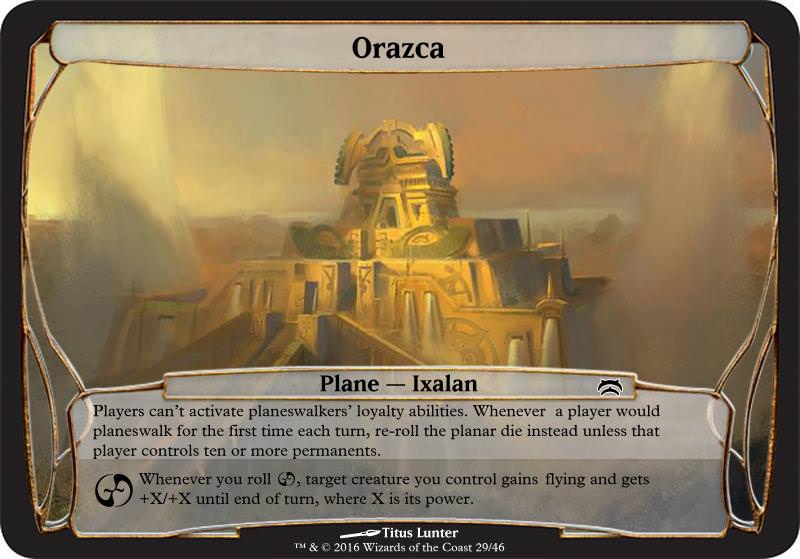 Orazca
Plane — Ixalan
Players can't activate planeswalkers' loyalty abilities. Whenever  a player would
planeswalk for the first time each turn, re-roll the planar die instead unless that
player controls ten or more permanents.
Whenever you roll , target creature you control gains flying and gets
+X/+X until end of turn, where X is its power.
Titus Lunter
™ & © 2016 Wizards of the Coast 29/46